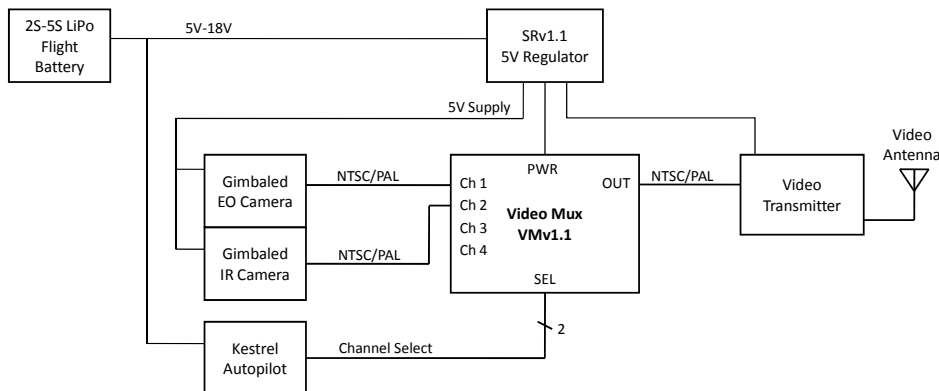 2S-5S LiPo
Flight
Battery
5V-18V
SRv1.1
5V Regulator
5V Supply
Video
Antenna
Gimbaled
EO Camera
NTSC/PAL
Ch 1
Ch 2
Ch 3
Ch 4
PWR
OUT
Video Mux
VMv1.1
SEL
NTSC/PAL
Video
Transmitter
Gimbaled
IR Camera
NTSC/PAL
2
Kestrel
Autopilot
Channel Select